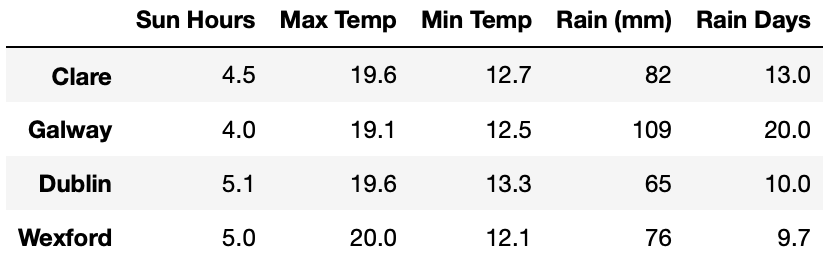 Sun Hours Max Temp Min Temp Rain (mm) Rain Days
Clare 4.5 19.6 12.7 82 13.0
Galway 4.0 19.1 12.5 109 20.0
Dublin 5.1 19.6 13.3 65 10.0
Wexford 5.0 20.0 12.1 76 9.7